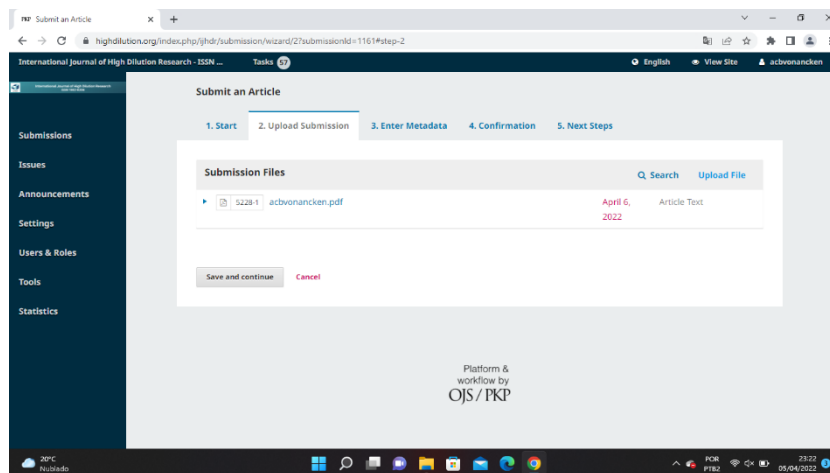 Submit an Article
highdilution.org/index.php/ijhdr/submission/wizard/2?submissionId=1161#step-2
International Journal of High Dilution Research - ISSN ... Tasks 57 English View Site acbvonancken
Submit an Article
1. Start 2. Upload Submission 3. Enter Metadata 4. Confirmation 5. Next Steps
Submissions
Issues
Announcements
Settings
Users & Roles
Tools
Statistics
Submission Files Search Upload File
5228-1 acbvonancken.pdf April 6, 2022 Article Text
Save and continue Cancel
Platform &
workflow by
OJS / PKP
20°C
Nublado
POR
PTB2
23:22
05/04/2022